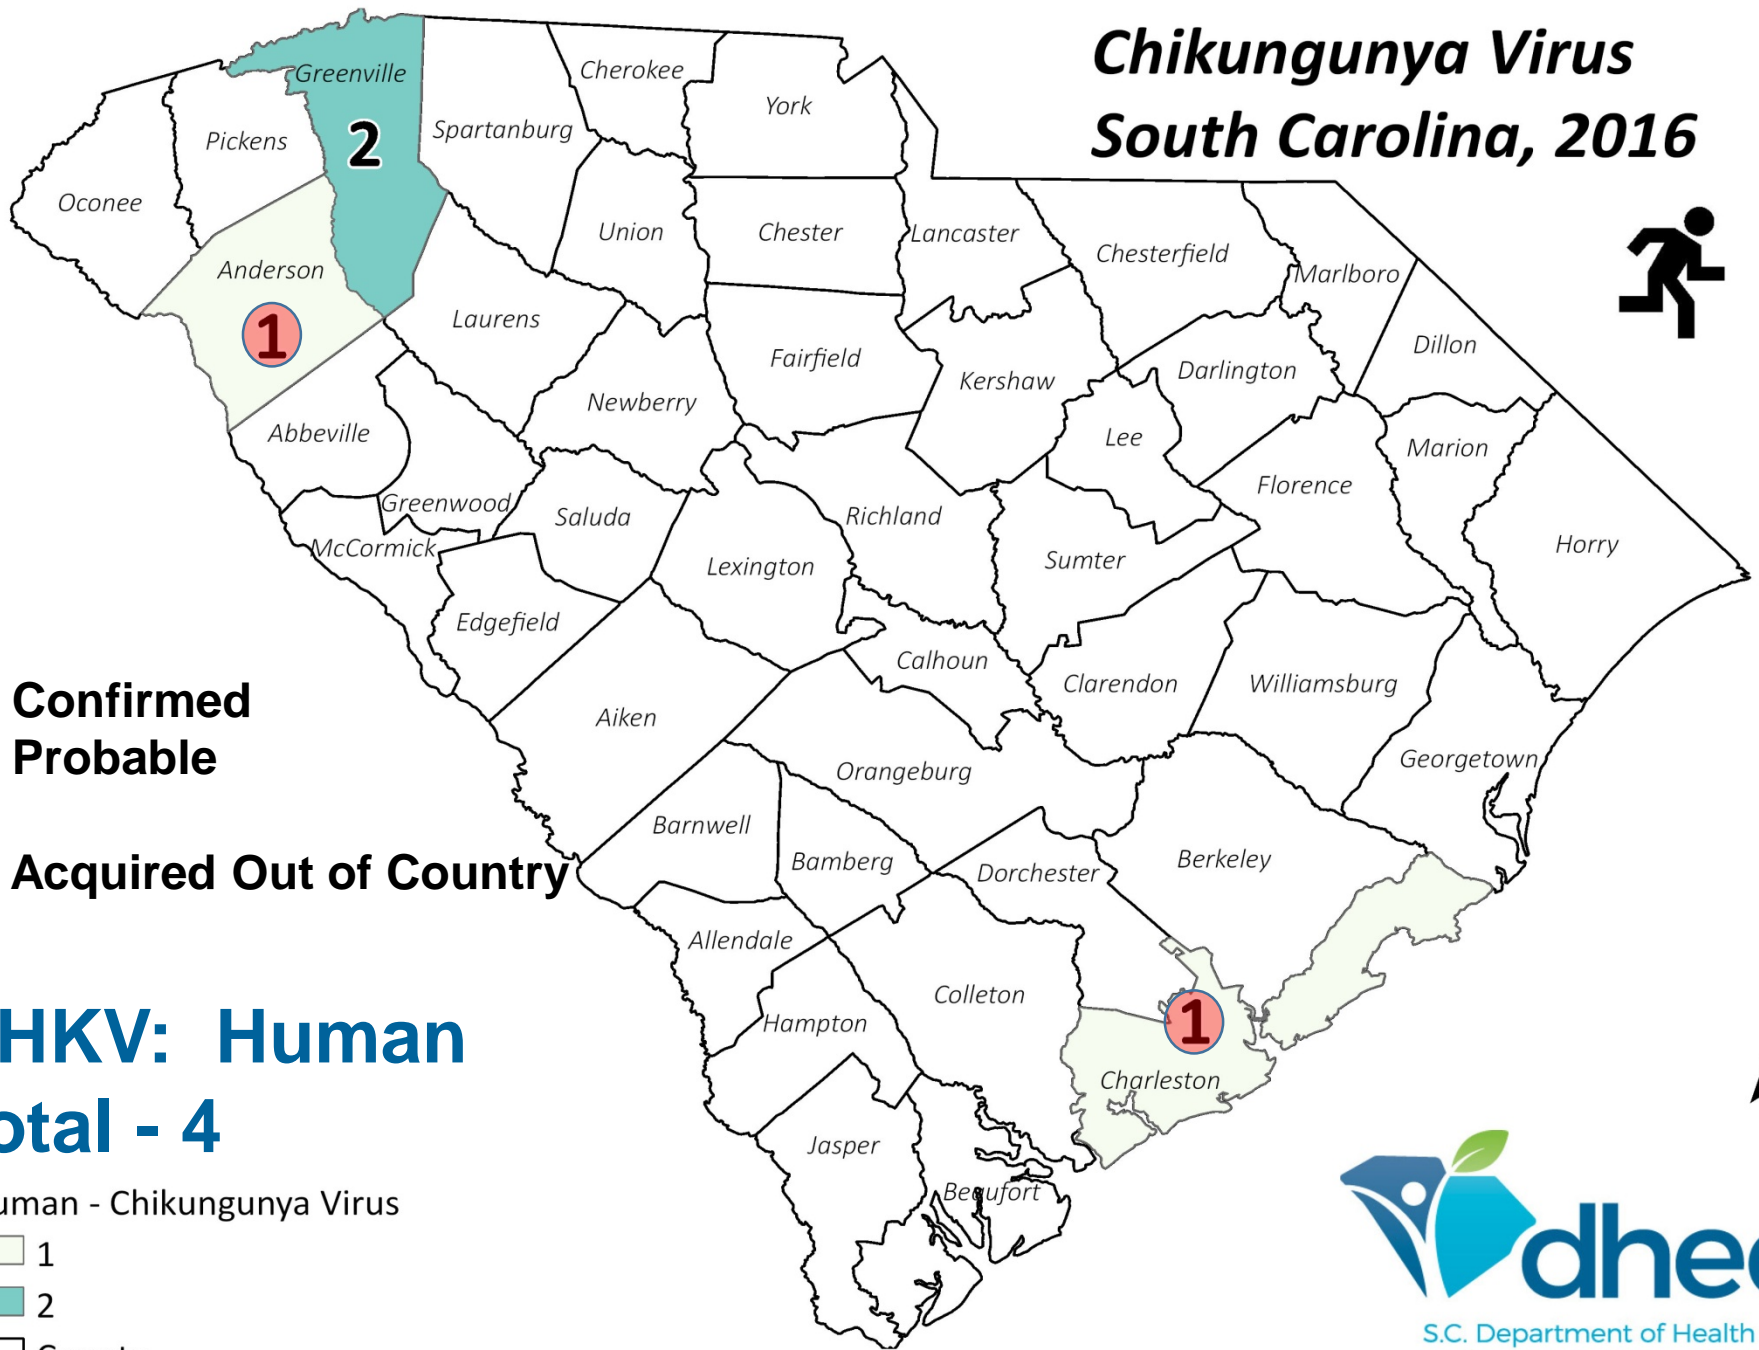 Chikungunya Virus
South Carolina, 2016
Greenville
2
Cherokee
York
Spartanburg
Pickens
Oconee
Union
Chester
Lancaster
Chesterfield
Marlboro
Anderson
1
Laurens
Fairfield
Kershaw
Darlington
Dillon
Newberry
Abbeville
Lee
Marion
Greenwood
Saluda
Richland
Florence
McCormick
Lexington
Sumter
Horry
Edgefield
Calhoun
Clarendon
Williamsburg
Confirmed
Probable
Aiken
Orangeburg
Georgetown
Barnwell
Bamberg
Dorchester
Berkeley
Acquired Out of Country
Allendale
Colleton
Hampton
1
Charleston
HKV: Human
otal - 4
Jasper
Beaufort
uman - Chikungunya Virus
1
2
dhec
S.C. Department of Health